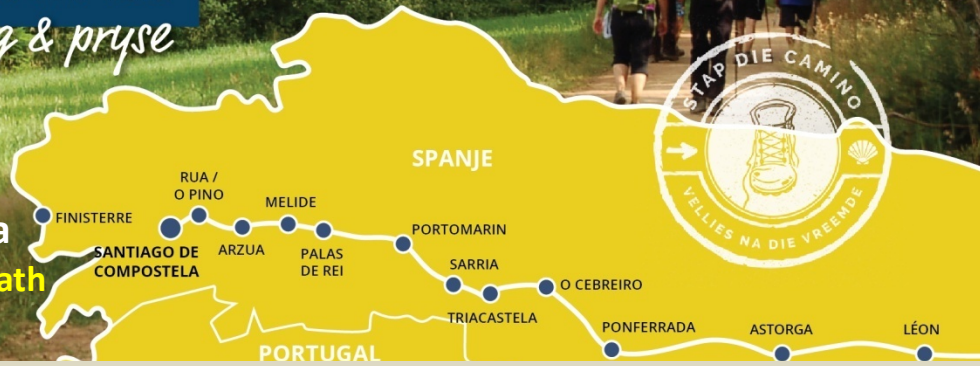 g & pryse
STAP DIE CAMINO
VELLIES NA DIE VREEMDE
SPANJE
RUA /
O PINO
MELIDE
FINISTERRE
PORTOMARIN
a
ath
SANTIAGO DE
COMPOSTELA
ARZUA
PALAS
DE REI
SARRIA
O CEBREIRO
TRIACASTELA
PONFERRADA
ASTORGA
LÉON
PORTUGAL